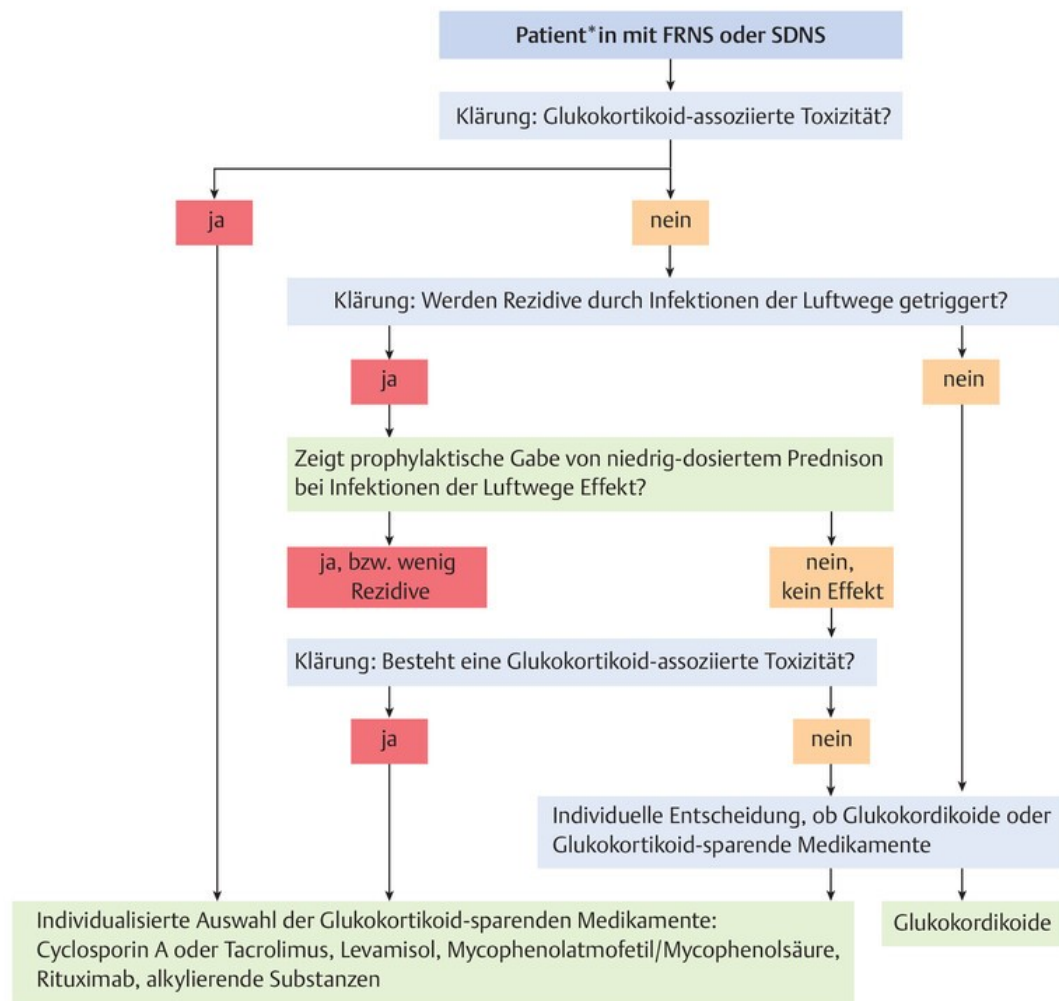 Patient*in mit FRNS oder SDNS
Klärung: Glukokortikoid-assoziierte Toxizität?
ja
nein
Klärung: Werden Rezidive durch Infektionen der Luftwege getriggert?
ja
nein
Zeigt prophylaktische Gabe von niedrig-dosiertem Prednison
bei Infektionen der Luftwege Effekt?
ja, bzw. wenig
Rezidive
nein,
kein Effekt
Klärung: Besteht eine Glukokortikoid-assoziierte Toxizität?
ja
nein
Individuelle Entscheidung, ob Glukokordikoide oder
Glukokortikoid-sparende Medikamente
Individualisierte Auswahl der Glukokortikoid-sparenden Medikamente:
Cyclosporin A oder Tacrolimus, Levamisol, Mycophenolatmofetil/Mycophenolsäure,
Rituximab, alkylierende Substanzen
Glukokordikoide